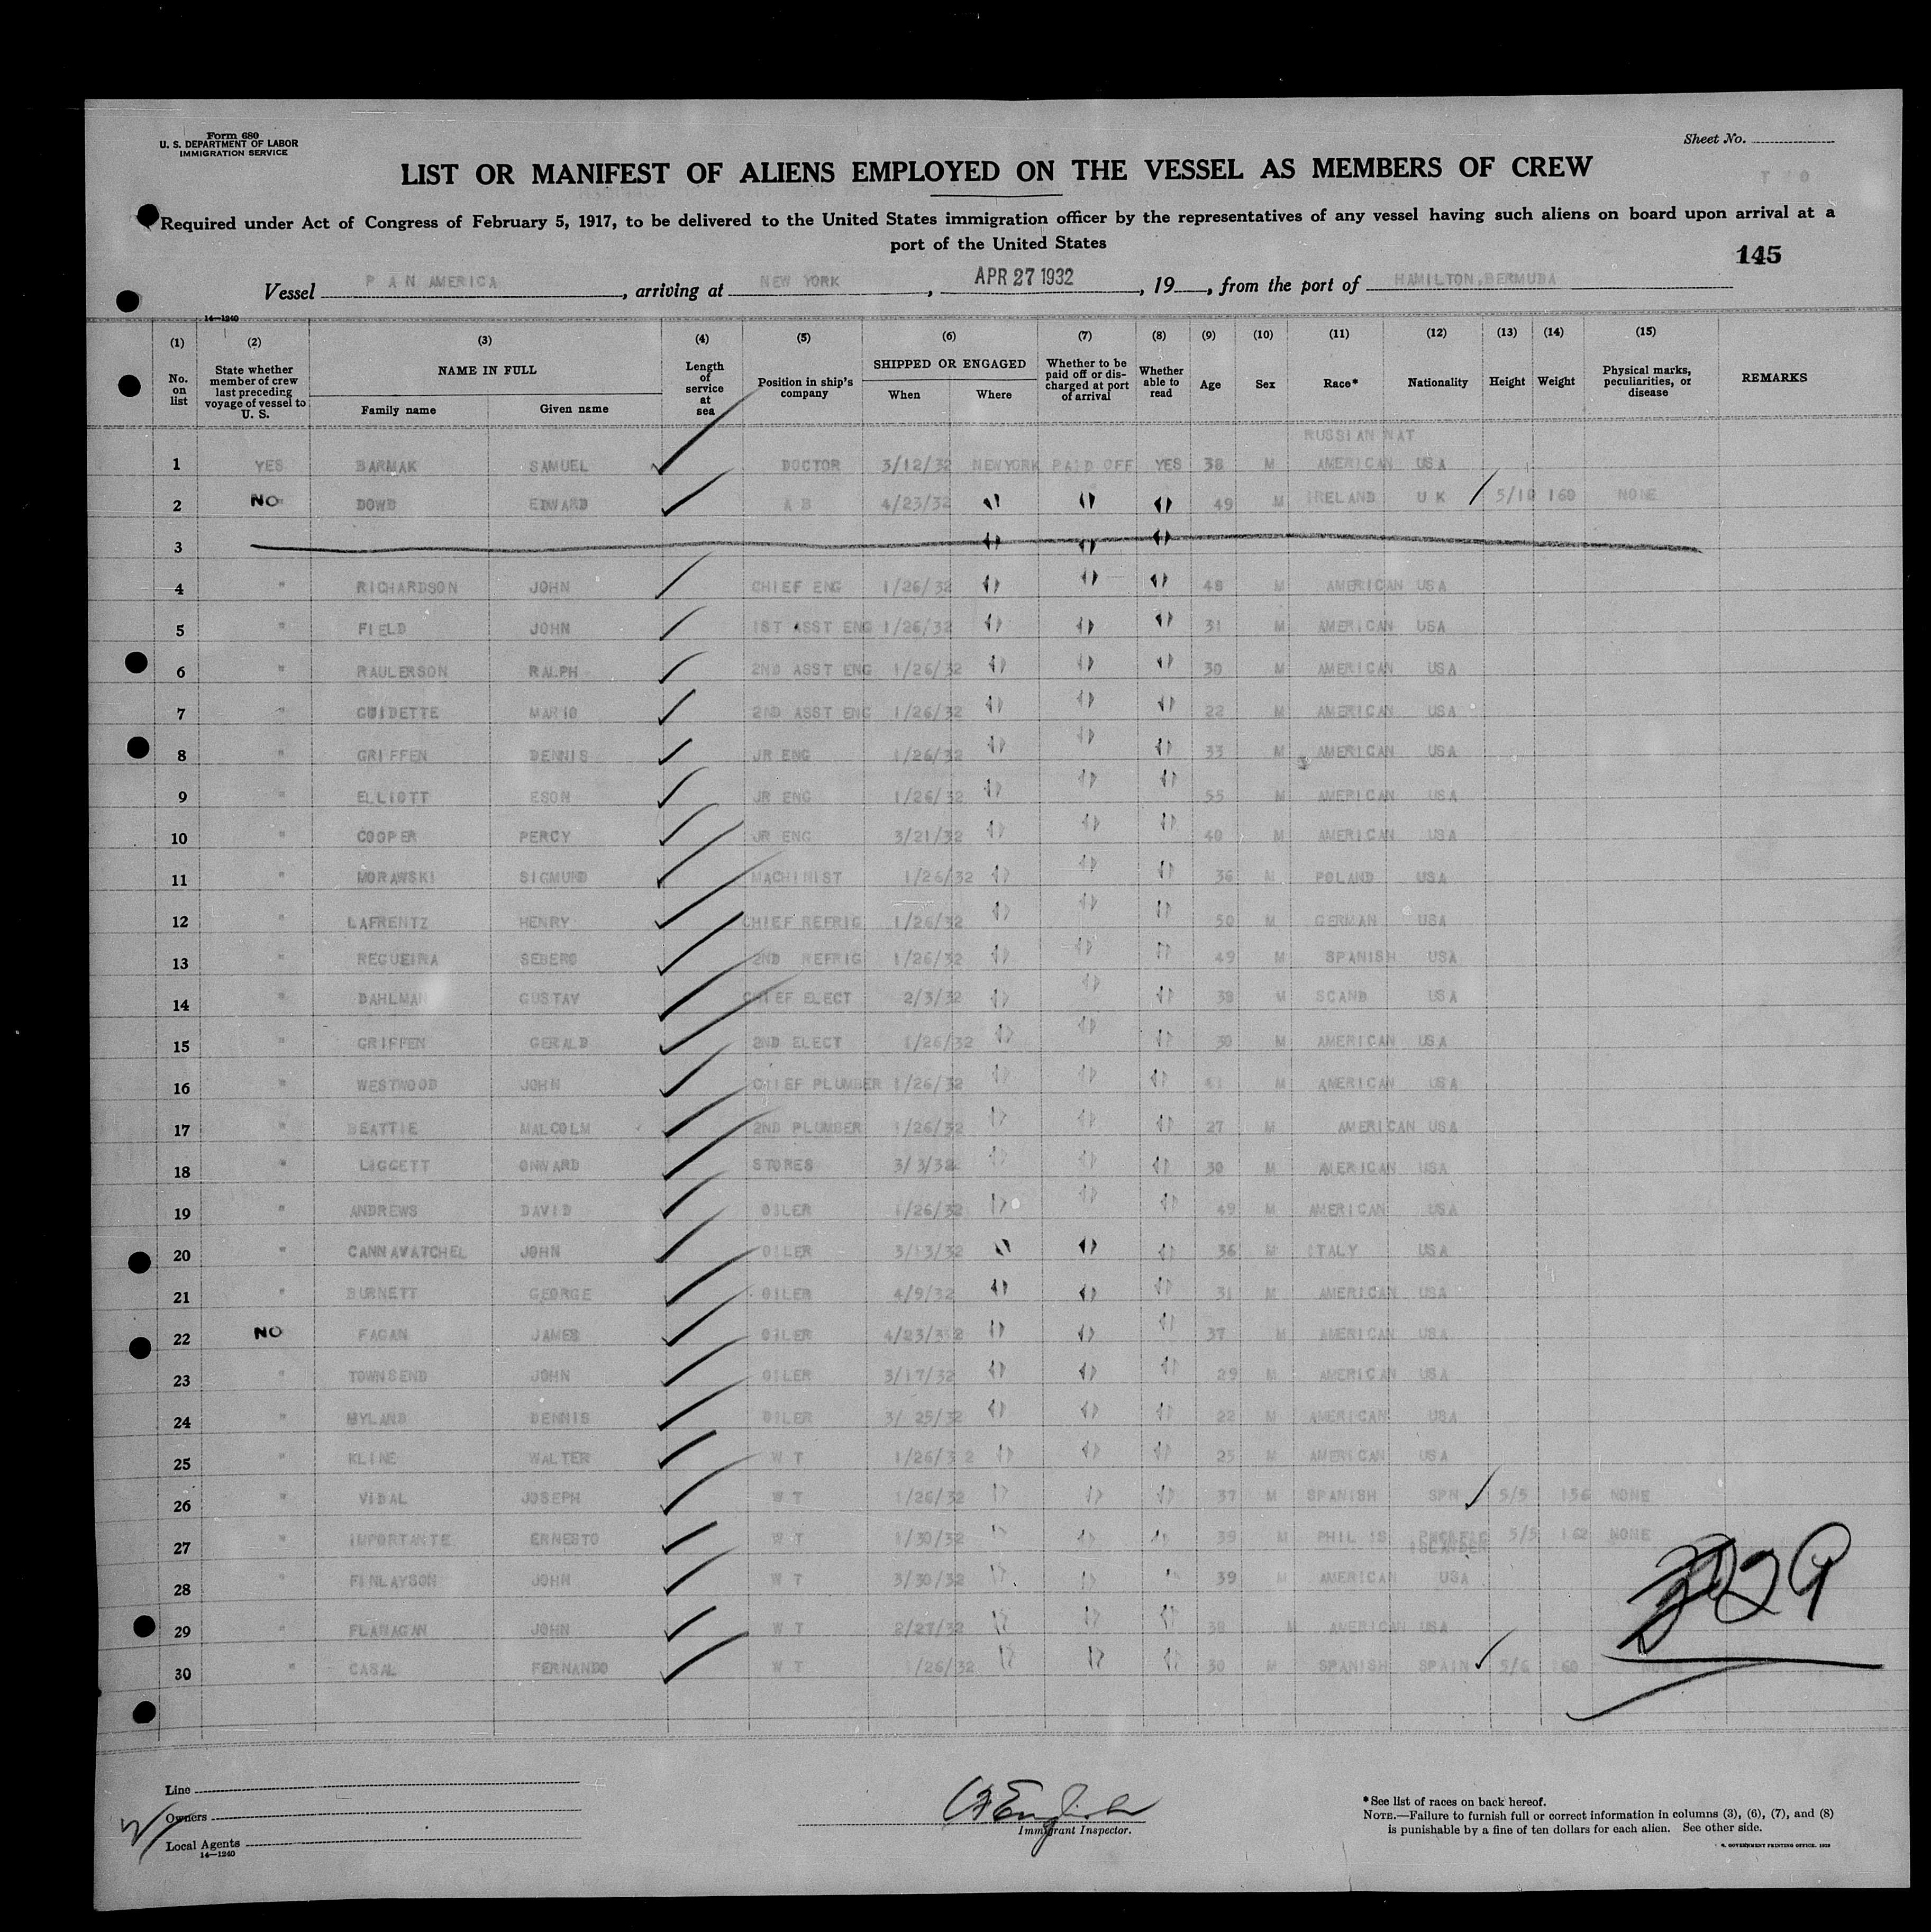 Form 680
U. S. DEPARTMENT OF LABOR
IMMIGRATION SERVICE
Sheet No.
LIST OR MANIFEST OF ALIENS EMPLOYED ON THE VESSEL AS MEMBERS OF CREW
Required under Act of Congress of February 5, 1917, to be delivered to the United States immigration officer by the representatives of any vessel having such aliens on board upon arrival at a
port of the United States
145
Vessel P A N AMERICA, arriving at NEW YORK, APR 27 1932, 19, from the port of HAMILTON, BERMUDA
14—1240
(1) (2) (3) (4) (5) (6) (7) (8) (9) (10) (11) (12) (13) (14) (15)
No. on list State whether member of crew last preceding voyage of vessel to U. S. NAME IN FULL Family name Given name Length of service at sea Position in ship's company SHIPPED OR ENGAGED When Where Whether to be paid off or discharged at port of arrival Whether able to read Age Sex Race* Nationality Height Weight Physical marks, peculiarities, or disease REMARKS
RUSSIAN NAT
1 YES BARMAK SAMUEL DOCTOR 3/12/32 NEWYORK PAID OFF YES 38 M AMERICAN USA
2 NO DOWD EDWARD A B 4/23/32 " " " 49 M IRELAND U K 5/10 160 NONE
3 " " "
4 " RICHARDSON JOHN CHIEF ENG 1/26/32 " " " 48 M AMERICAN USA
5 " FIELD JOHN 1ST ASST ENG 1/26/32 " " " 31 M AMERICAN USA
6 " RAULERSON RALPH 2ND ASST ENG 1/26/32 " " " 30 M AMERICAN USA
7 " GUIDETTE MARIO 2ND ASST ENG 1/26/32 " " " 22 M AMERICAN USA
8 " GRIFFEN DENNIS JR ENG 1/26/32 " " " 33 M AMERICAN USA
9 " ELLIOTT ESON JR ENG 1/26/32 " " " 55 M AMERICAN USA
10 " COOPER PERCY JR ENG 3/21/32 " " " 40 M AMERICAN USA
11 " MORAWSKI SIGMUND MACHINIST 1/26/32 " " " 36 M POLAND USA
12 " LAFRENTZ HENRY CHIEF REFRIG 1/26/32 " " " 50 M GERMAN USA
13 " REGUEIRA SEBERO 2ND REFRIG 1/26/32 " " " 49 M SPANISH USA
14 " DAHLMAN GUSTAV CHIEF ELECT 2/3/32 " " " 38 M SCAND USA
15 " GRIFFEN GERALD 2ND ELECT 1/26/32 " " " 30 M AMERICAN USA
16 " WESTWOOD JOHN CHIEF PLUMBER 1/26/32 " " " 41 M AMERICAN USA
17 " BEATTIE MALCOLM 2ND PLUMBER 1/26/32 " " " 27 M AMERICAN USA
18 " LIGGETT ONWARD STORES 3/3/32 " " " 30 M AMERICAN USA
19 " ANDREWS DAVID OILER 1/26/32 " " " 49 M AMERICAN USA
20 " CANNAVATCHEL JOHN OILER 3/13/32 " " " 36 M ITALY USA
21 " BURNETT GEORGE OILER 4/9/32 " " " 31 M AMERICAN USA
22 NO FAGAN JAMES OILER 4/23/32 " " " 37 M AMERICAN USA
23 " TOWNSEND JOHN OILER 3/17/32 " " " 29 M AMERICAN USA
24 " MYLAND DENNIS OILER 3/ 25/32 " " " 22 M AMERICAN USA
25 " KLINE WALTER W T 1/26/32 " " " 25 M AMERICAN USA
26 " VIDAL JOSEPH W T 1/26/32 " " " 37 M SPANISH SPN 5/5 136 NONE
27 " IMPORTANTE ERNESTO W T 1/30/32 " " " 39 M PHIL IS 5/5 162 NONE
28 " FINLAYSON JOHN W T 3/30/32 " " " 39 M AMERICAN USA
29 " FLANAGAN JOHN W T 2/27/32 " " " 38 M AMERICAN USA
30 " CASAL FERNANDO W T 1/26/32 " " " 30 M SPANISH SPAIN 5/6 160 NONE
29
Line
Owners
Local Agents
14—1240
English
Immigrant Inspector.
*See list of races on back hereof.
NOTE.—Failure to furnish full or correct information in columns (3), (6), (7), and (8)
is punishable by a fine of ten dollars for each alien. See other side.